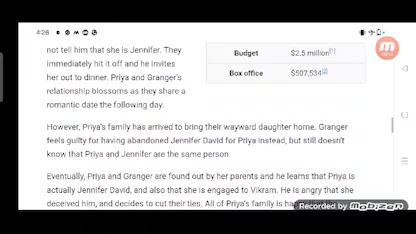 4:26
not tell him that she is Jennifer. They
immediately hit it off and he invites
her out to dinner. Priya and Granger's
relationship blossoms as they share a
romantic date the following day.
Budget $2.5 million[1]
Box office $507,534[2]
However, Priya's family has arrived to bring their wayward daughter home. Granger
feels guilty for having abandoned Jennifer David for Priya instead, but still doesn't
know that Priya and Jennifer are the same person.
Eventually, Priya and Granger are found out by her parents and he learns that Priya is
actually Jennifer David, and also that she is engaged to Vikram. He is angry that she
deceived him, and decides to cut their ties. All of Priya's family is
Recorded by Mobizen